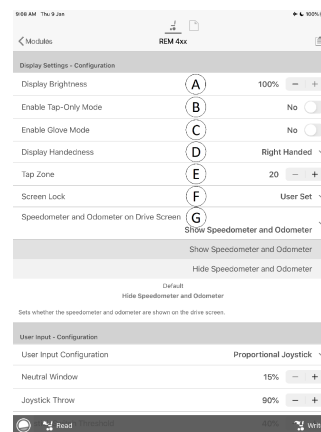 9:08 AM Thu 9 Jan 100%
Modules REM 4xx
Display Settings - Configuration
Display Brightness A 100% − +
Enable Tap-Only Mode B No
Enable Glove Mode C No
Display Handedness D Right Handed
Tap Zone E 20 − +
Screen Lock F User Set
Speedometer and Odometer on Drive Screen G
Show Speedometer and Odometer
Show Speedometer and Odometer
Hide Speedometer and Odometer
Default
Hide Speedometer and Odometer
Sets whether the speedometer and odometer are shown on the drive screen.
User Input - Configuration
User Input Configuration Proportional Joystick
Neutral Window 15% − +
Joystick Throw 90% − +
Read Threshold 40% Writ